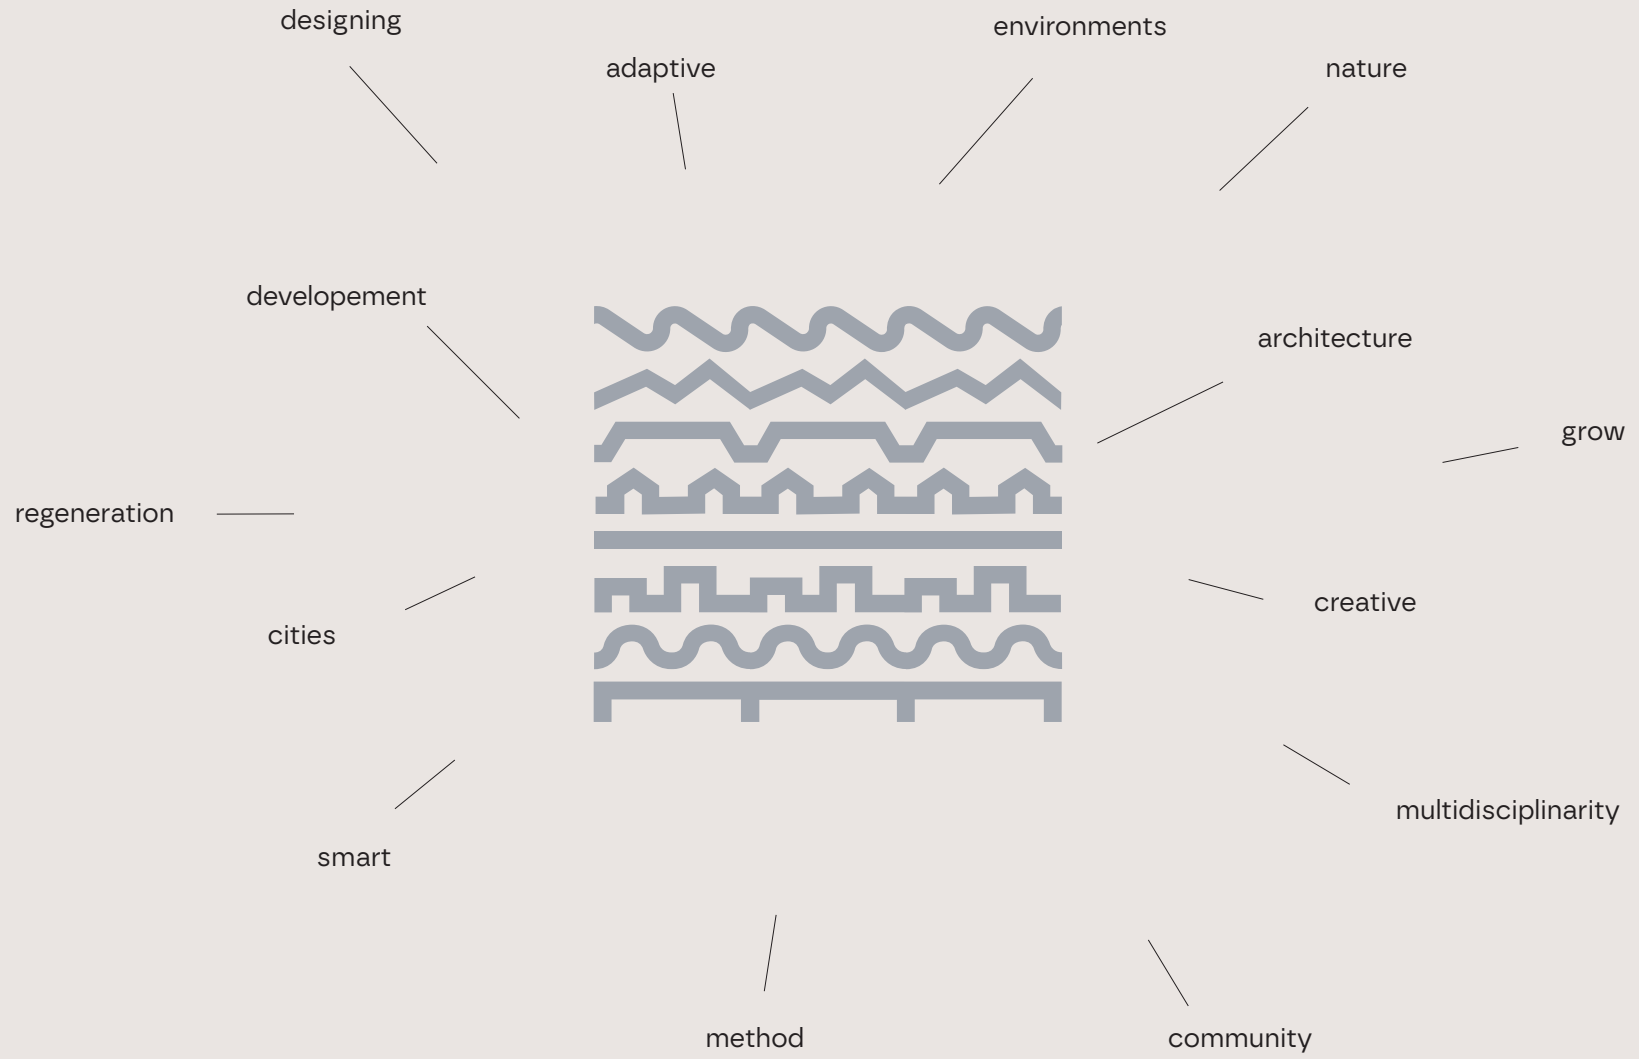 designing
environments
adaptive
nature
developement
architecture
grow
regeneration
creative
cities
multidisciplinarity
smart
method
community